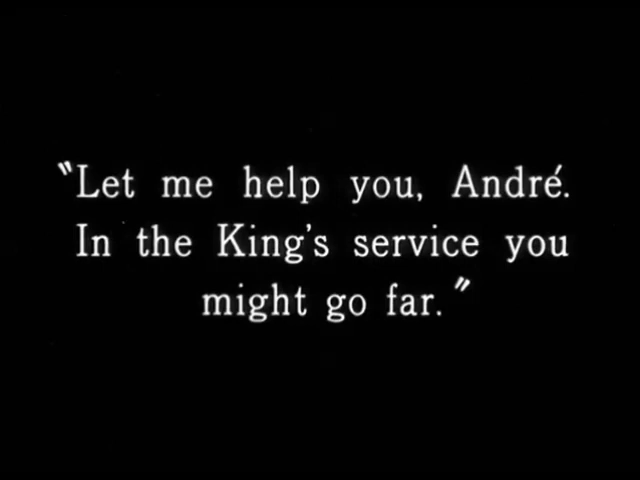 "Let me help you, André.
In the King's service you
might go far."